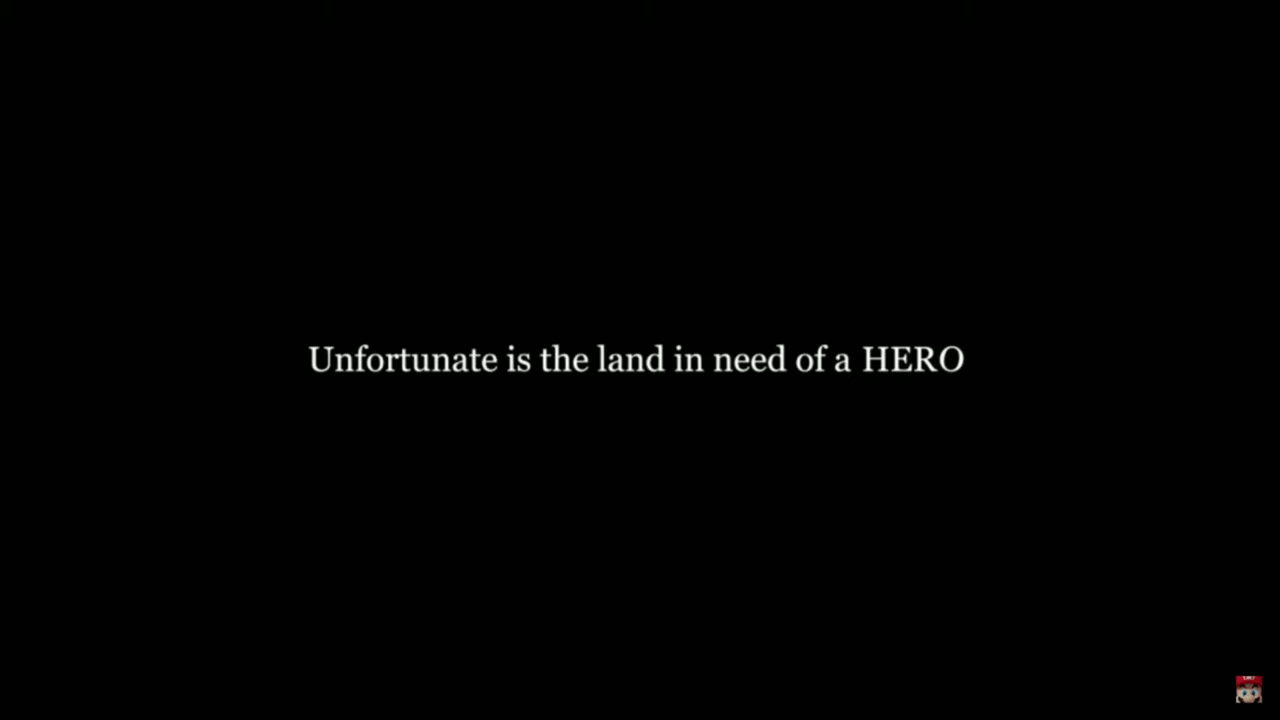 Unfortunate is the land in need of a HERO